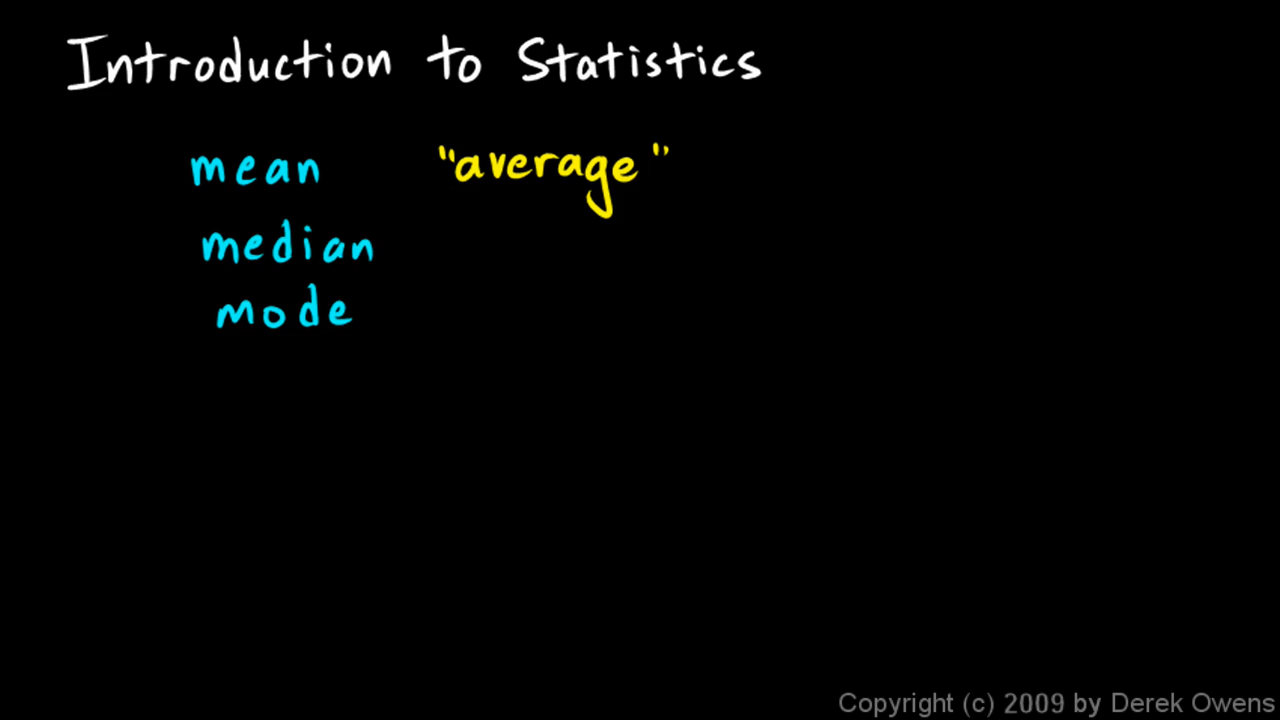 Introduction to Statistics
mean "average"
median
mode
Copyright (c) 2009 by Derek Owens